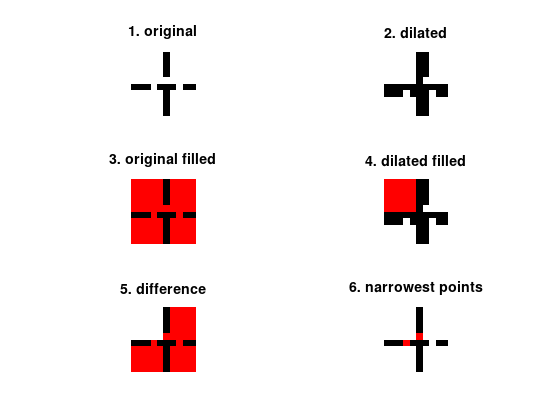 1. original
2. dilated
3. original filled
4. dilated filled
5. difference
6. narrowest points